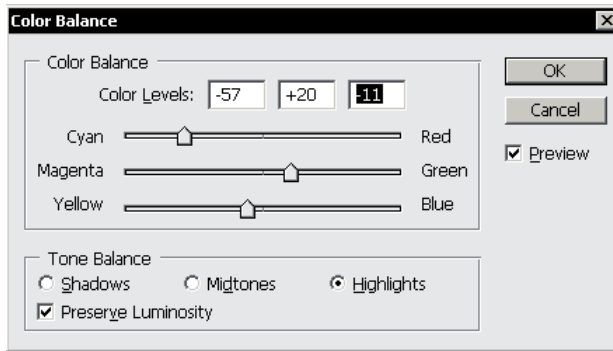 Color Balance
Color Balance
Color Levels: -57 +20 -11
Cyan Red
Magenta Green
Yellow Blue
OK
Cancel
Preview
Tone Balance
Shadows Midtones Highlights
Preserve Luminosity